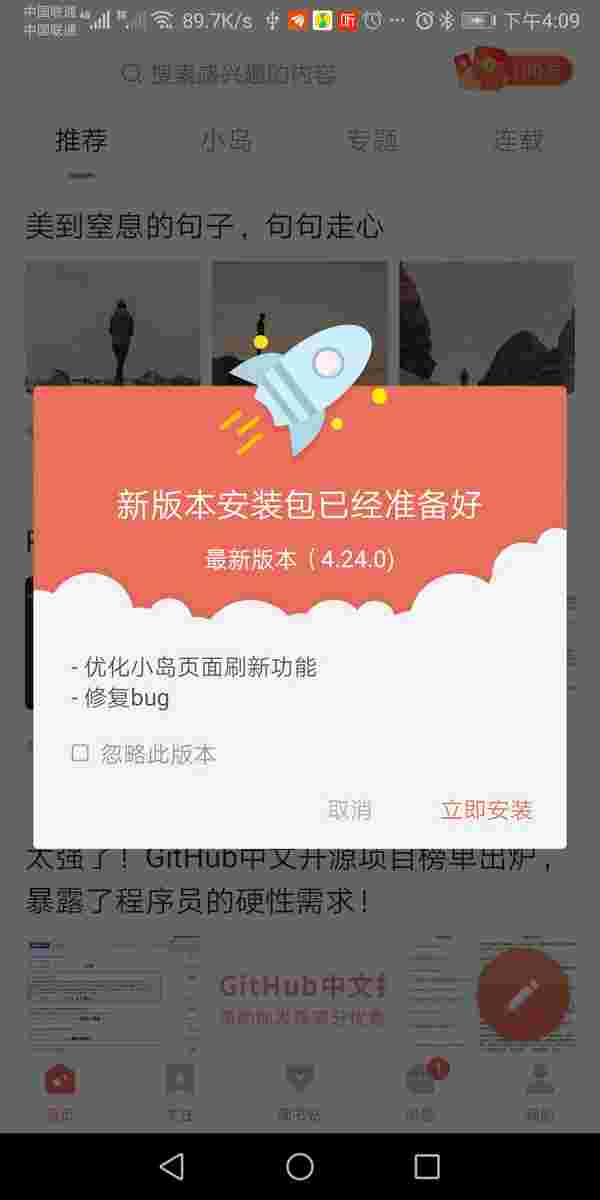 中国联通
中国联通
89.7K/s
下午4:09
搜索感兴趣的内容
推荐
小岛
专题
连载
美到窒息的句子，句句走心
新版本安装包已经准备好
最新版本（4.24.0)
- 优化小岛页面刷新功能
- 修复bug
忽略此版本
取消
立即安装
太强了！GitHub中文开源项目榜单出炉，
暴露了程序员的硬性需求！
GitHub中文
首页
关注
1
消息
我的